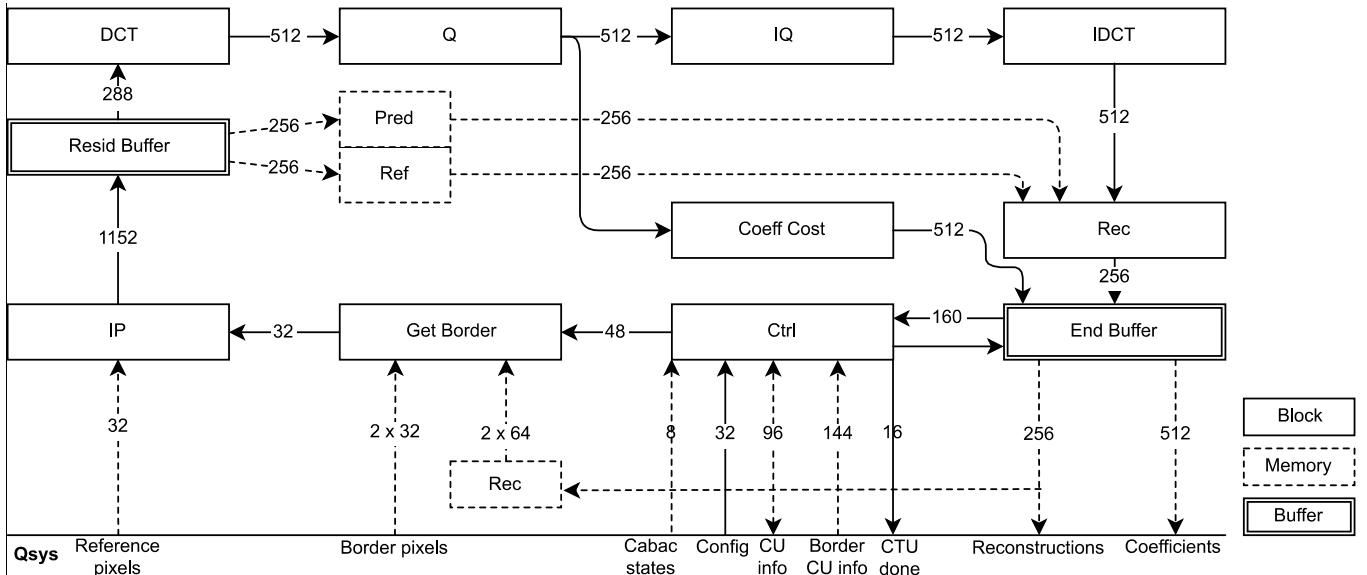 DCT
512
Q
512
IQ
512
IDCT
288
Pred
256
256
512
Resid Buffer
256
Ref
256
1152
Coeff Cost
512
Rec
256
IP
32
Get Border
48
Ctrl
160
End Buffer
32
2 x 32
2 x 64
8
32
96
144
16
256
512
Rec
Block
Memory
Buffer
Qsys
Reference
pixels
Border pixels
Cabac
states
Config
CU
info
Border
CU info
CTU
done
Reconstructions
Coefficients